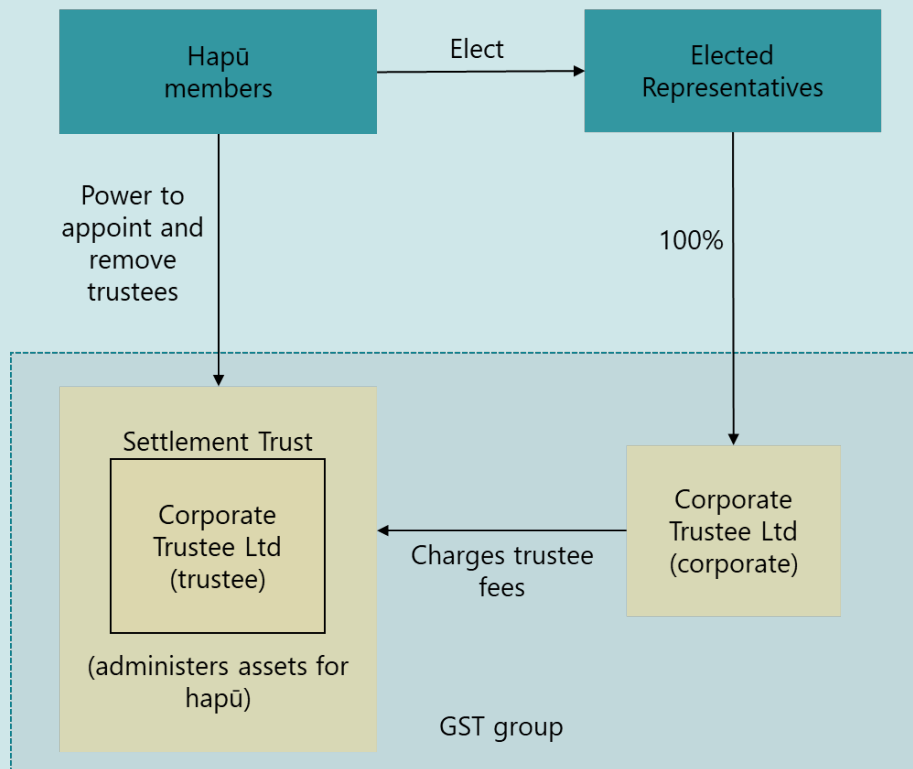 Hapū
members
Elect
Elected
Representatives
Power to
appoint and
remove
trustees
100%
Settlement Trust
Corporate
Trustee Ltd
(trustee)
(administers assets for
hapū)
Charges trustee
fees
Corporate
Trustee Ltd
(corporate)
GST group